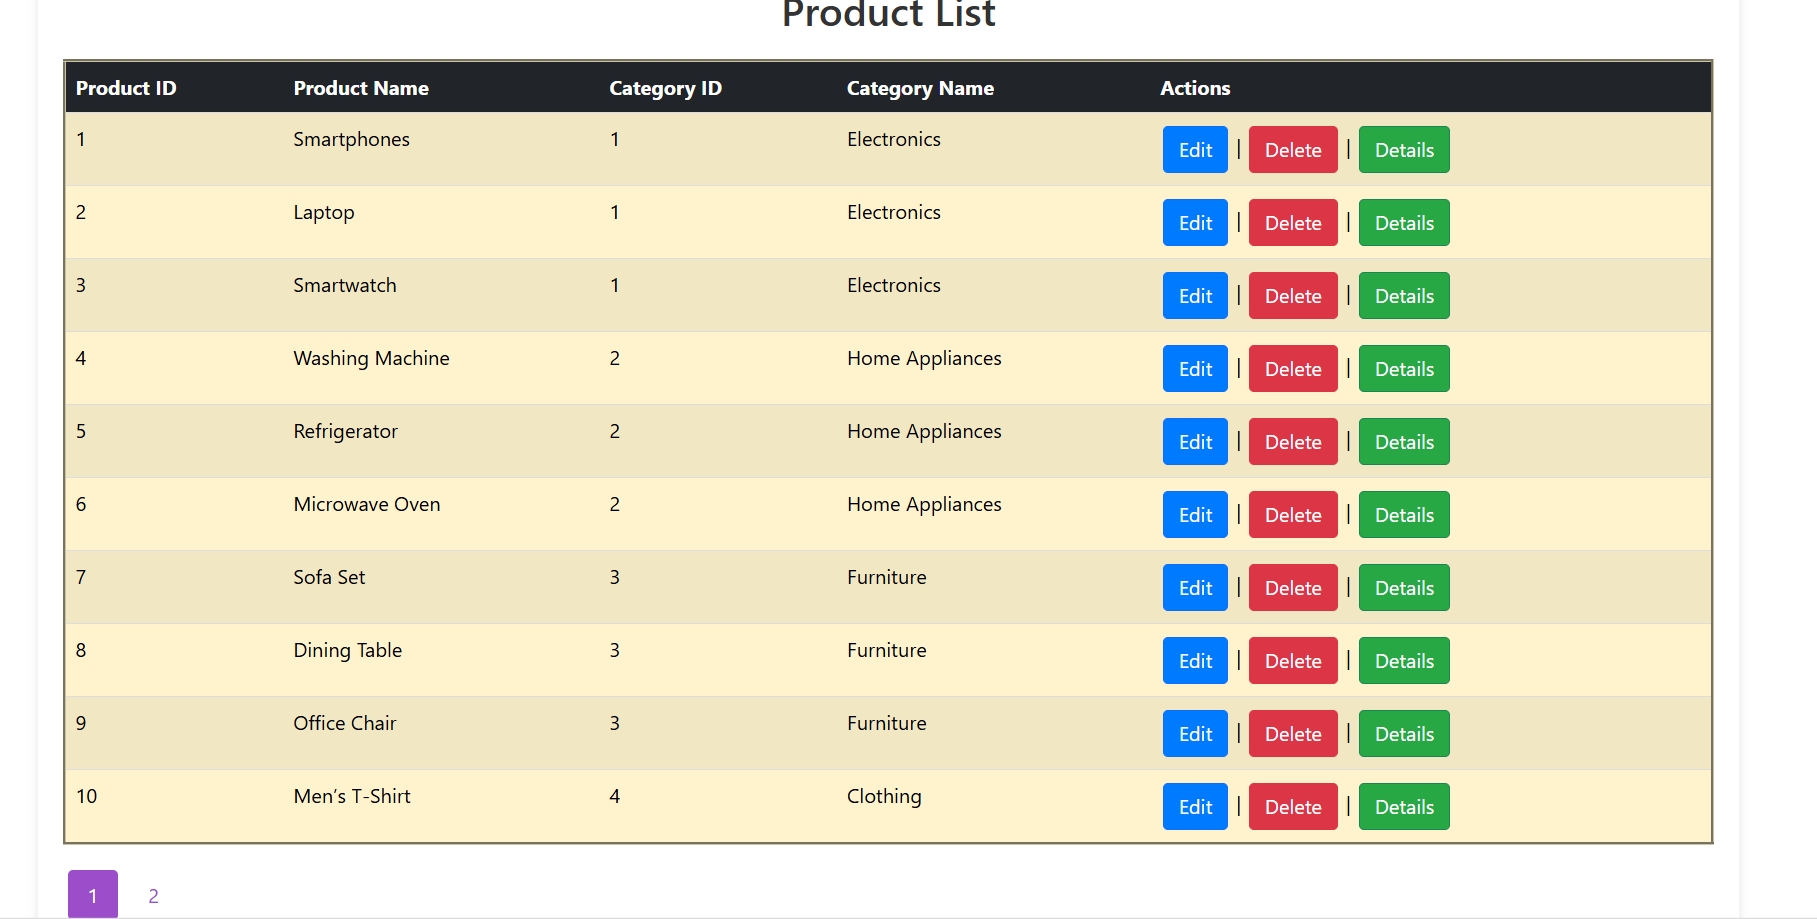 Product List
Product ID Product Name Category ID Category Name Actions
1 Smartphones 1 Electronics Edit | Delete | Details
2 Laptop 1 Electronics Edit | Delete | Details
3 Smartwatch 1 Electronics Edit | Delete | Details
4 Washing Machine 2 Home Appliances Edit | Delete | Details
5 Refrigerator 2 Home Appliances Edit | Delete | Details
6 Microwave Oven 2 Home Appliances Edit | Delete | Details
7 Sofa Set 3 Furniture Edit | Delete | Details
8 Dining Table 3 Furniture Edit | Delete | Details
9 Office Chair 3 Furniture Edit | Delete | Details
10 Men’s T-Shirt 4 Clothing Edit | Delete | Details
1 2